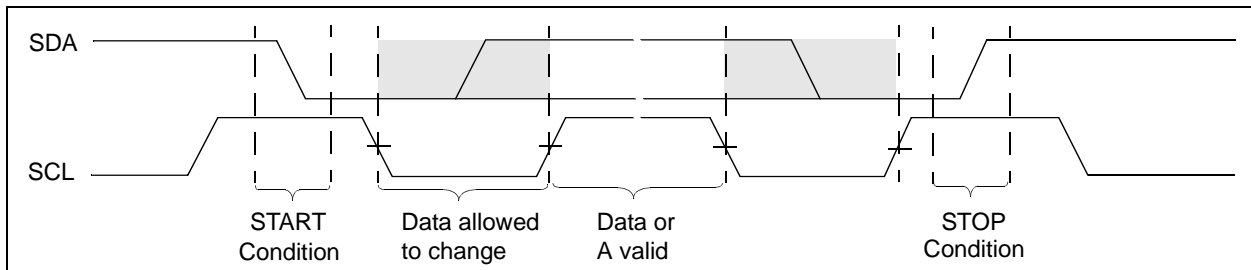 SDA
SCL
START
Condition
Data allowed
to change
Data or
A valid
STOP
Condition